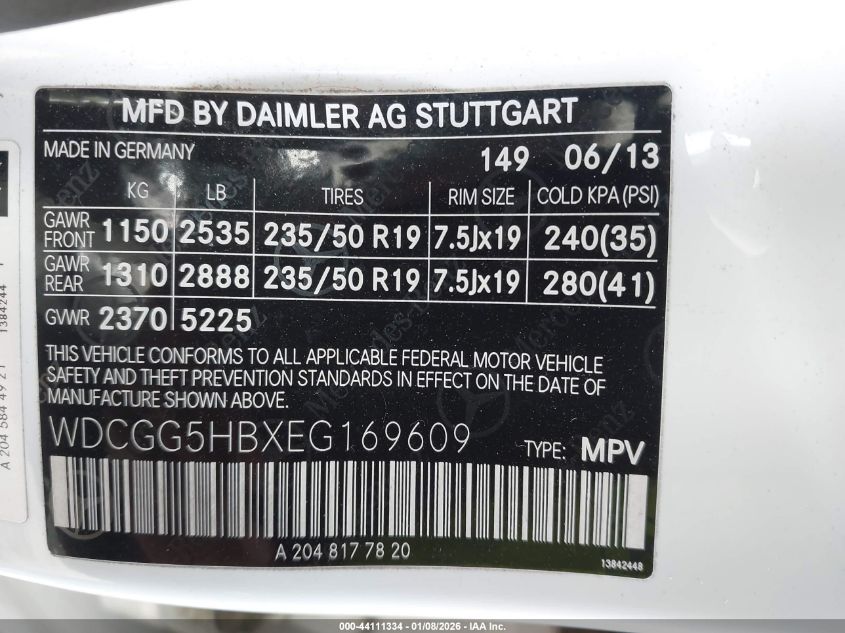 MFD BY DAIMLER AG STUTTGART
MADE IN GERMANY 149 06/13
KG LB TIRES RIM SIZE COLD KPA (PSI)
GAWR FRONT 1150 2535 235/50 R19 7.5Jx19 240(35)
GAWR REAR 1310 2888 235/50 R19 7.5Jx19 280(41)
GVWR 2370 5225
THIS VEHICLE CONFORMS TO ALL APPLICABLE FEDERAL MOTOR VEHICLE
SAFETY AND THEFT PREVENTION STANDARDS IN EFFECT ON THE DATE OF
MANUFACTURE SHOWN ABOVE.
WDCGG5HBXEG169609 TYPE: MPV
A 204 817 78 20
13842448
A 204 584 49 21 1384244
000-44111334 - 01/08/2026 - IAA Inc.